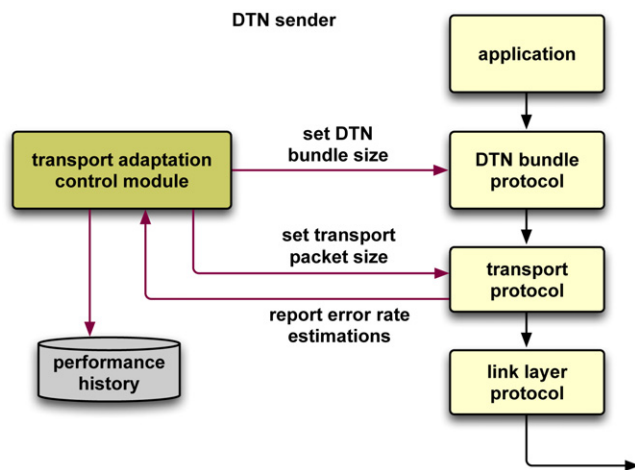 DTN sender
application
set DTN
bundle size
transport adaptation
control module
DTN bundle
protocol
set transport
packet size
transport
protocol
report error rate
estimations
performance
history
link layer
protocol